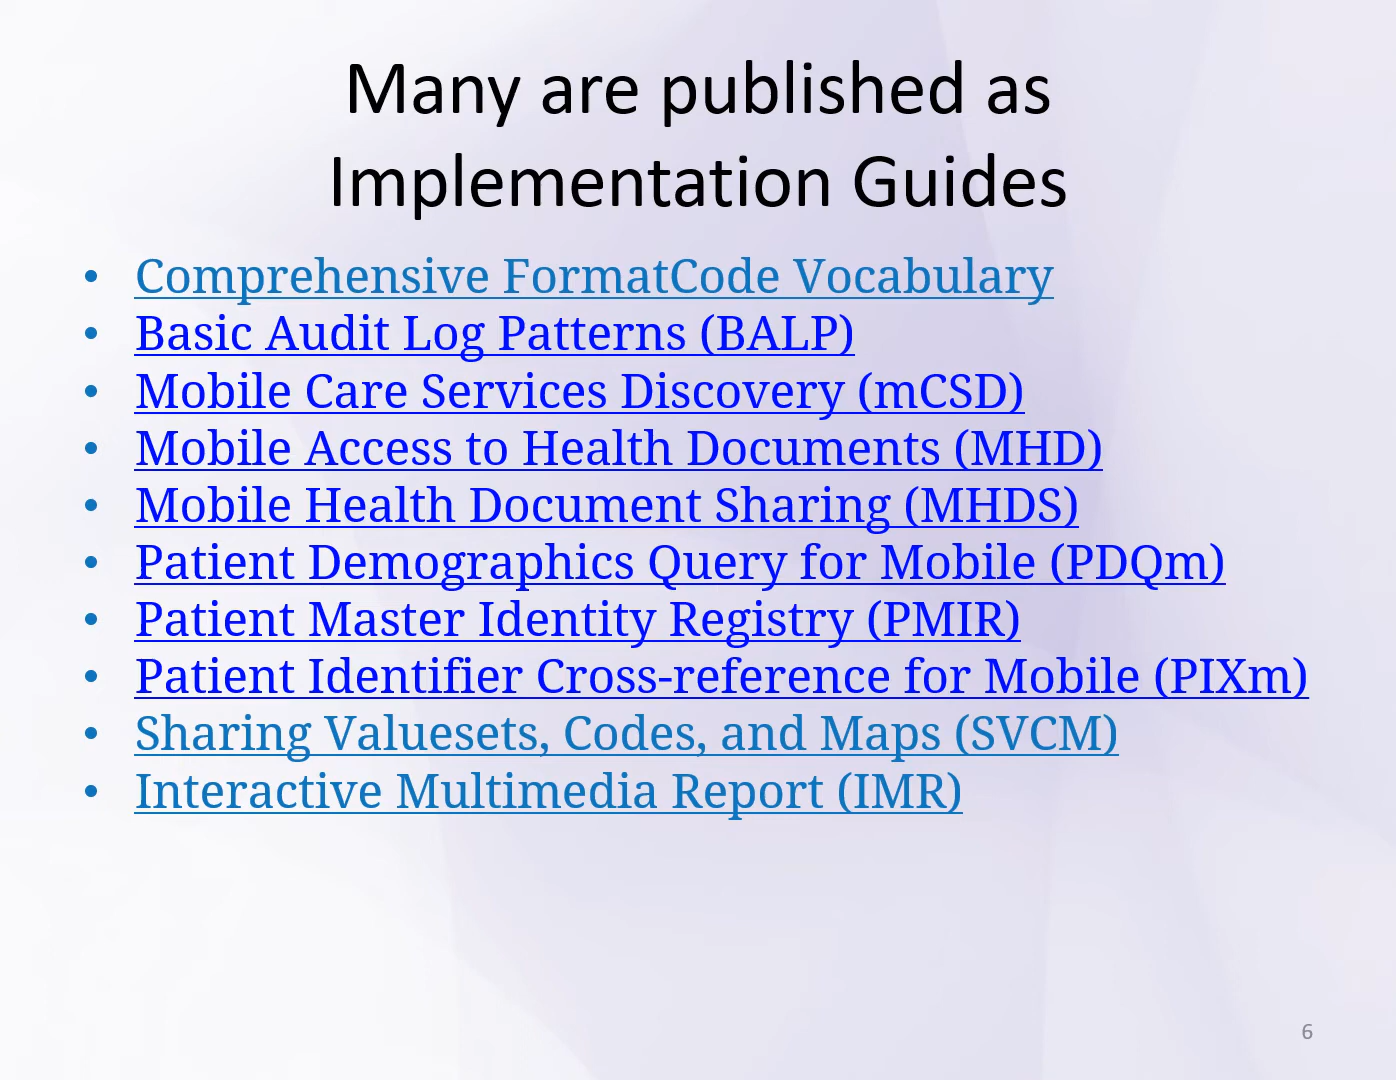 Many are published as
Implementation Guides
• Comprehensive FormatCode Vocabulary
• Basic Audit Log Patterns (BALP)
• Mobile Care Services Discovery (mCSD)
• Mobile Access to Health Documents (MHD)
• Mobile Health Document Sharing (MHDS)
• Patient Demographics Query for Mobile (PDQm)
• Patient Master Identity Registry (PMIR)
• Patient Identifier Cross-reference for Mobile (PIXm)
• Sharing Valuesets, Codes, and Maps (SVCM)
• Interactive Multimedia Report (IMR)
6